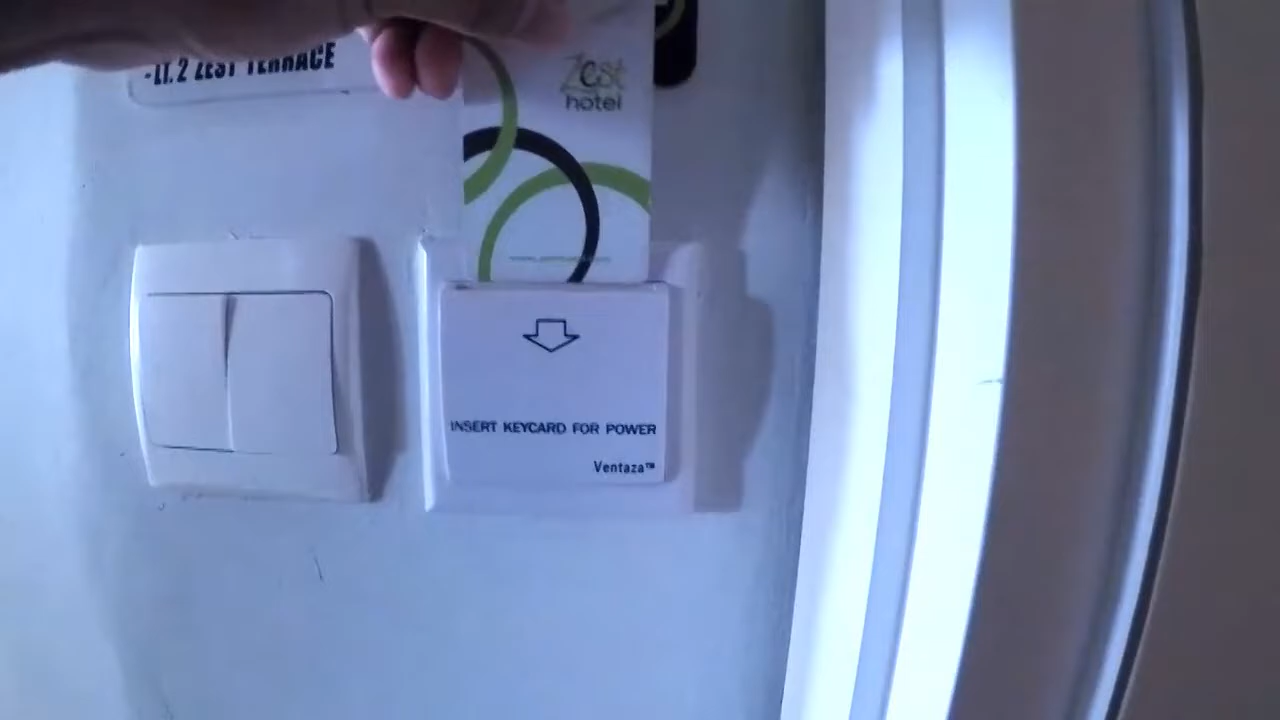 -LT. 2 ZEST TERRACE
Zest
hotel
INSERT KEYCARD FOR POWER
Ventaza™